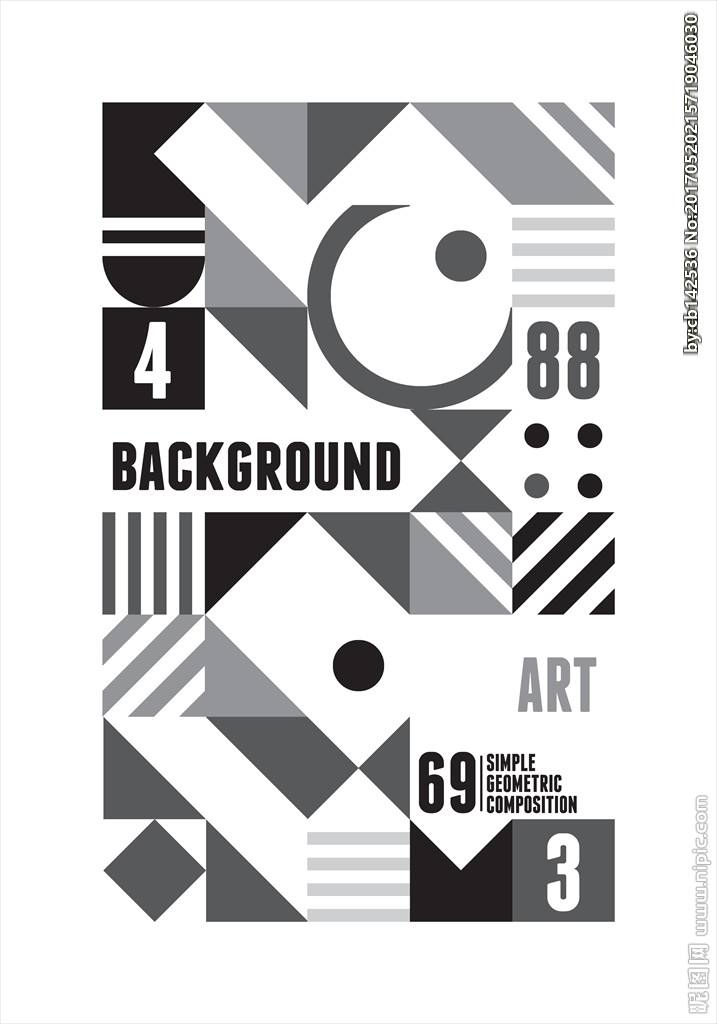 by:cb142536 No:20170520215719046030
4
88
BACKGROUND
ART
69
SIMPLE
GEOMETRIC
COMPOSITION
3
昵图网 www.nipic.com